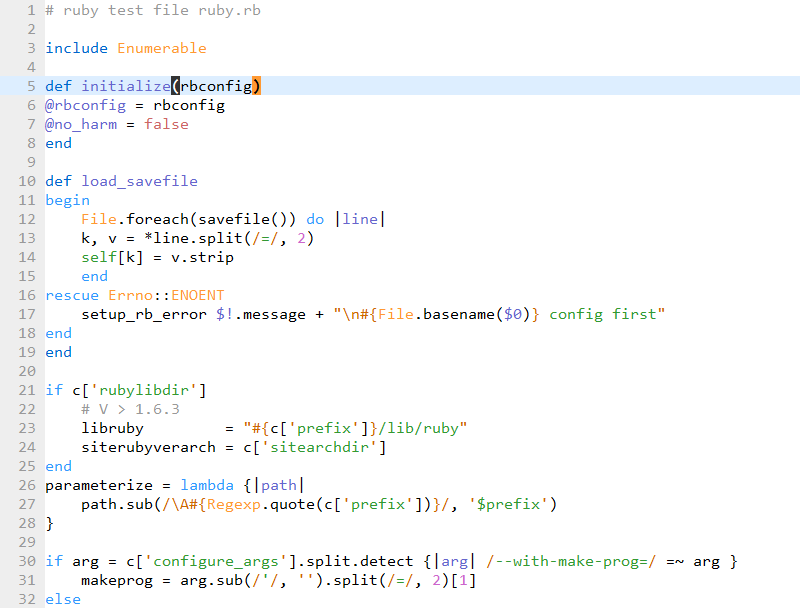 1 # ruby test file ruby.rb
2
3 include Enumerable
4
5 def initialize(rbconfig)
6 @rbconfig = rbconfig
7 @no_harm = false
8 end
9
10 def load_savefile
11 begin
12     File.foreach(savefile()) do |line|
13     k, v = *line.split(/=/, 2)
14     self[k] = v.strip
15     end
16 rescue Errno::ENOENT
17     setup_rb_error $!.message + "\n#{File.basename($0)} config first"
18 end
19 end
20
21 if c['rubylibdir']
22     # V > 1.6.3
23     libruby         = "#{c['prefix']}/lib/ruby"
24     siterubyverarch = c['sitearchdir']
25 end
26 parameterize = lambda {|path|
27     path.sub(/\A#{Regexp.quote(c['prefix'])}/, '$prefix')
28 }
29
30 if arg = c['configure_args'].split.detect {|arg| /--with-make-prog=/ =~ arg }
31     makeprog = arg.sub(/'/, '').split(/=/, 2)[1]
32 else